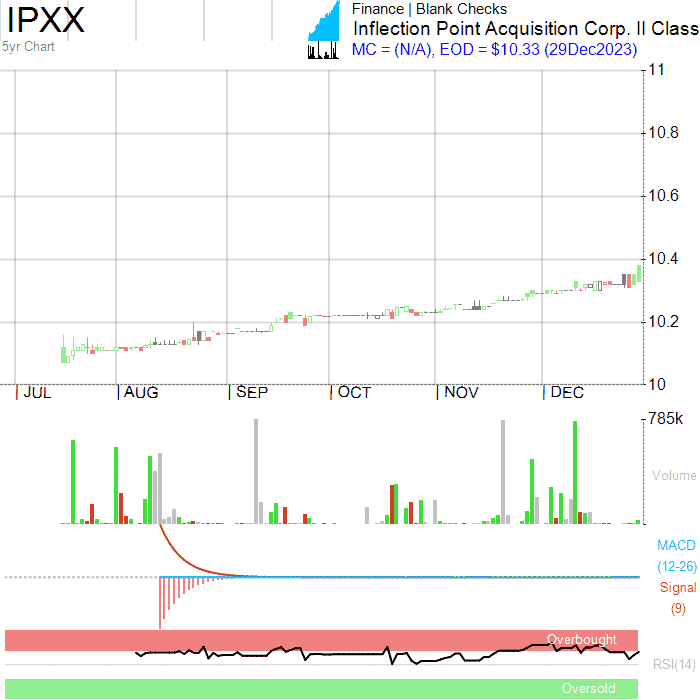 IPXX
5yr Chart
Finance | Blank Checks
Inflection Point Acquisition Corp. II Class
MC = (N/A), EOD = $10.33 (29Dec2023)
11
10.8
10.6
10.4
10.2
10
JUL AUG SEP OCT NOV DEC
785k
Volume
MACD
(12-26)
Signal
(9)
Overbought
RSI(14)
Oversold